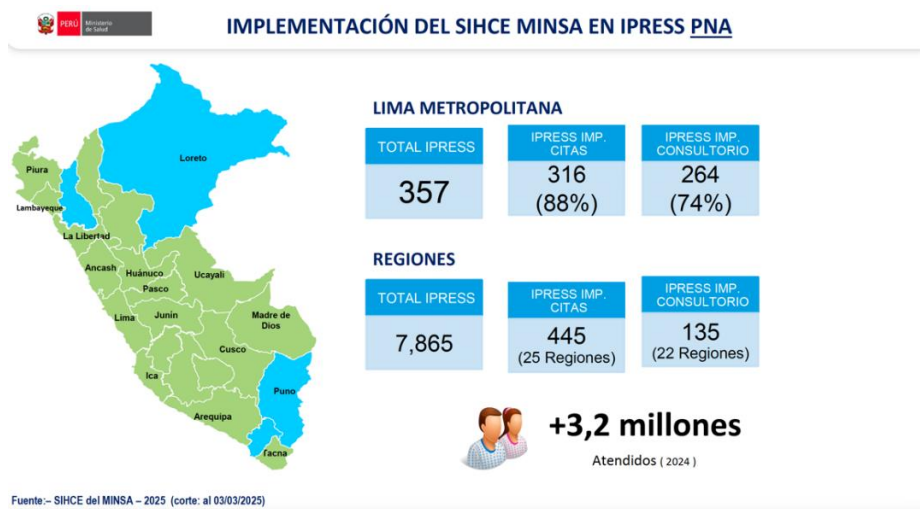 PERÚ
Ministerio
de Salud
IMPLEMENTACIÓN DEL SIHCE MINSA EN IPRESS PNA
Loreto
Piura
Lambayeque
La Libertad
Ancash
Huánuco
Ucayali
Pasco
Lima
Junín
Madre de
Dios
Cusco
Ica
Puno
Arequipa
Tacna
LIMA METROPOLITANA
TOTAL IPRESS
357
IPRESS IMP.
CITAS
316
(88%)
IPRESS IMP.
CONSULTORIO
264
(74%)
REGIONES
TOTAL IPRESS
7,865
IPRESS IMP.
CITAS
445
(25 Regiones)
IPRESS IMP.
CONSULTORIO
135
(22 Regiones)
+3,2 millones
Atendidos ( 2024 )
Fuente:– SIHCE del MINSA – 2025 (corte: al 03/03/2025)